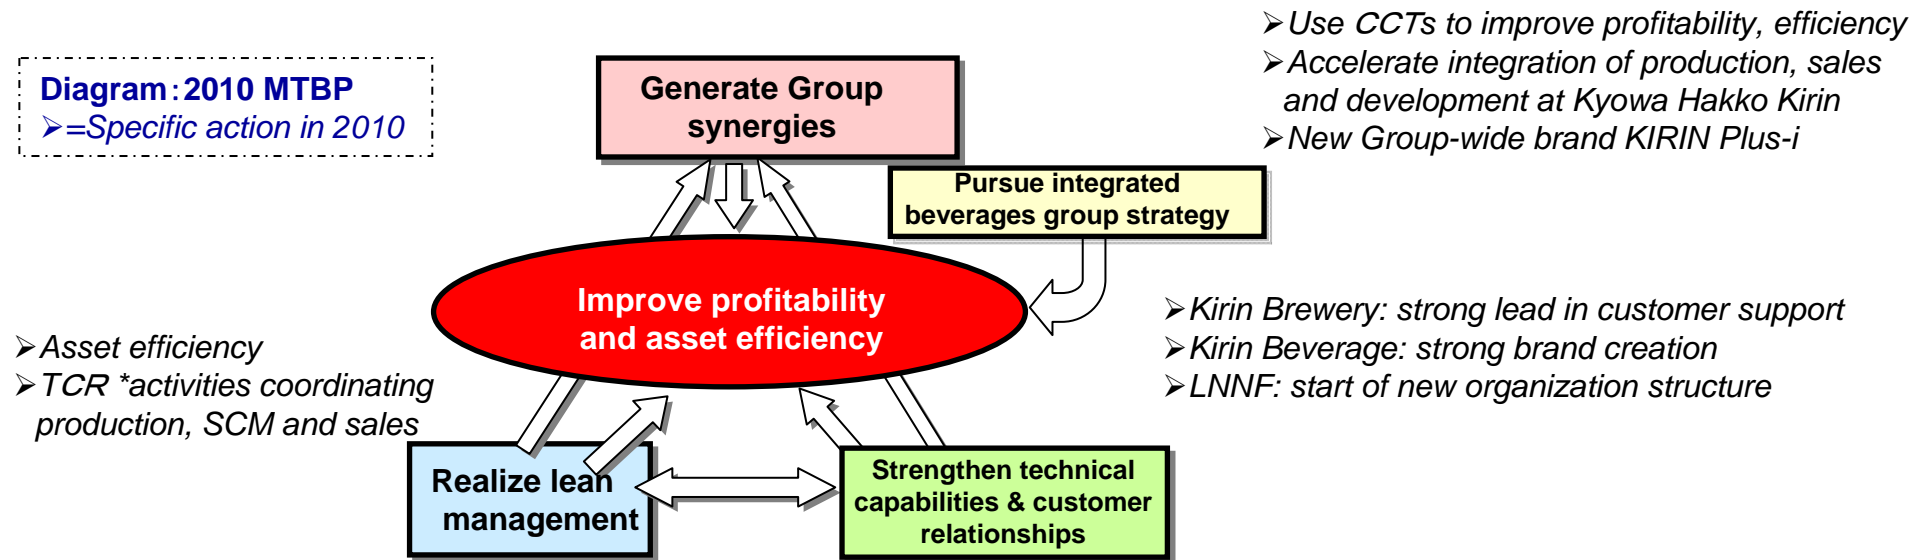 Diagram：2010 MTBP
➢=Specific action in 2010
Generate Group
synergies
➢Use CCTs to improve profitability, efficiency
➢Accelerate integration of production, sales
and development at Kyowa Hakko Kirin
➢New Group-wide brand KIRIN Plus-i
Pursue integrated
beverages group strategy
Improve profitability
and asset efficiency
➢Kirin Brewery: strong lead in customer support
➢Kirin Beverage: strong brand creation
➢LNNF: start of new organization structure
➢Asset efficiency
➢TCR *activities coordinating
production, SCM and sales
Realize lean
management
Strengthen technical
capabilities & customer
relationships